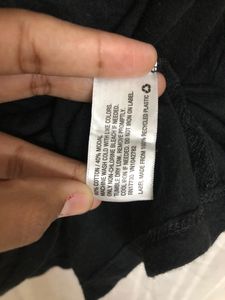 60% COTTON / 40% MODAL
MACHINE WASH COLD WITH LIKE COLORS.
ONLY NON-CHLORINE BLEACH IF NEEDED.
TUMBLE DRY LOW. REMOVE PROMPTLY.
COOL IRON IF NEEDED. DO NOT IRON ON LABEL.
LABEL MADE FROM 100% RECYCLED PLASTIC